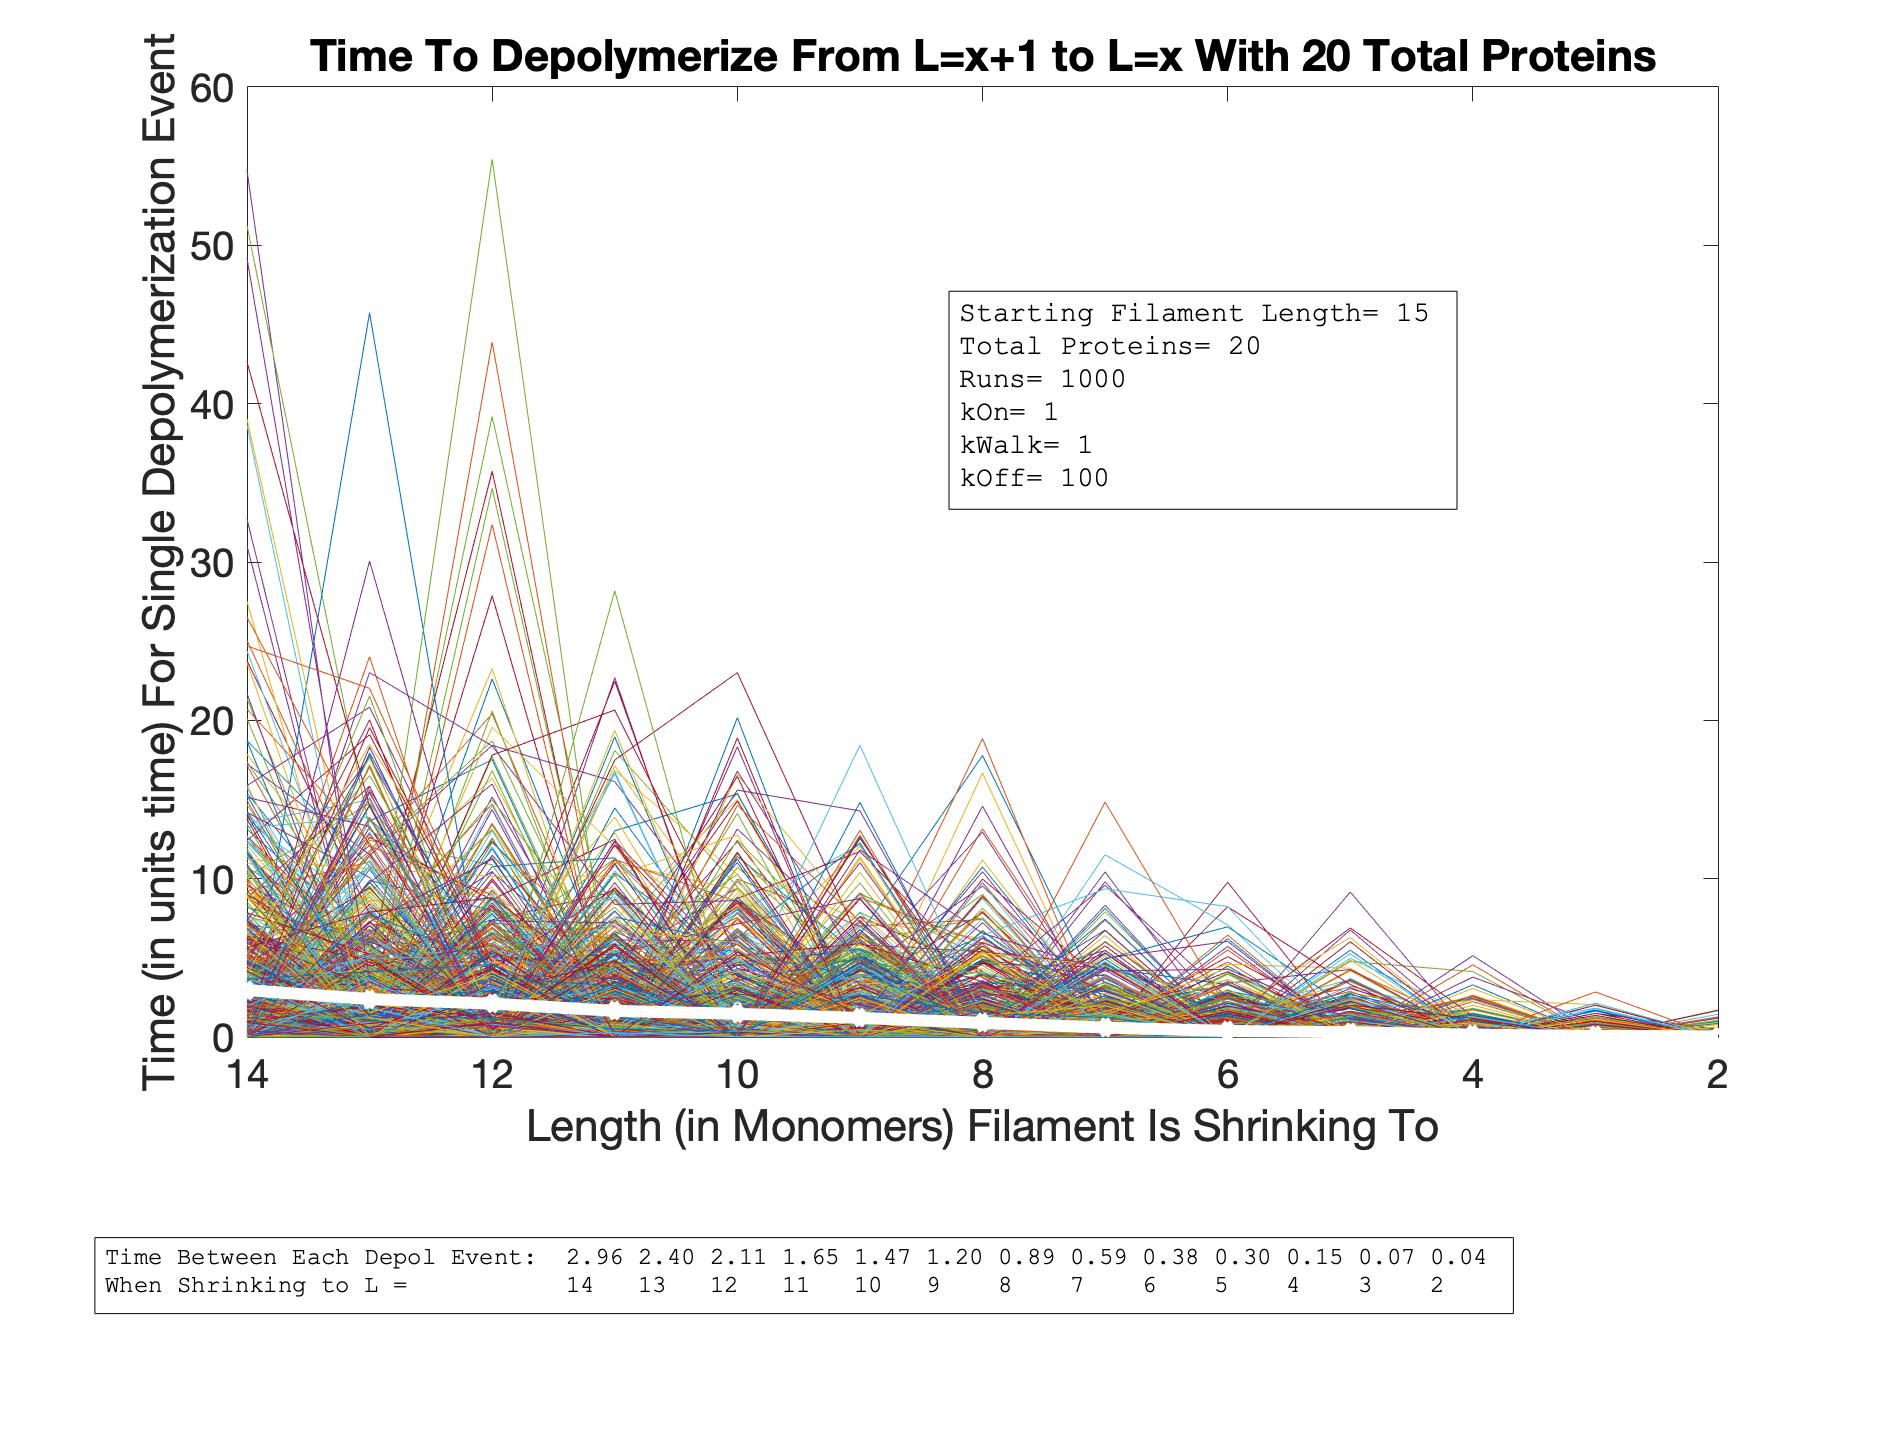 Time To Depolymerize From L=x+1 to L=x With 20 Total Proteins
Time (in units time) For Single Depolymerization Event
60
50
40
30
20
10
0
Starting Filament Length= 15
Total Proteins= 20
Runs= 1000
kOn= 1
kWalk= 1
kOff= 100
14 12 10 8 6 4 2
Length (in Monomers) Filament Is Shrinking To
Time Between Each Depol Event: 2.96 2.40 2.11 1.65 1.47 1.20 0.89 0.59 0.38 0.30 0.15 0.07 0.04
When Shrinking to L = 14 13 12 11 10 9 8 7 6 5 4 3 2